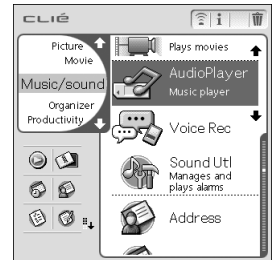 CLIÉ
i
Picture
Movie
Music/sound
Organizer
Productivity
Plays movies
AudioPlayer
Music player
Voice Rec
Sound Utl
Manages and
plays alarms
Address